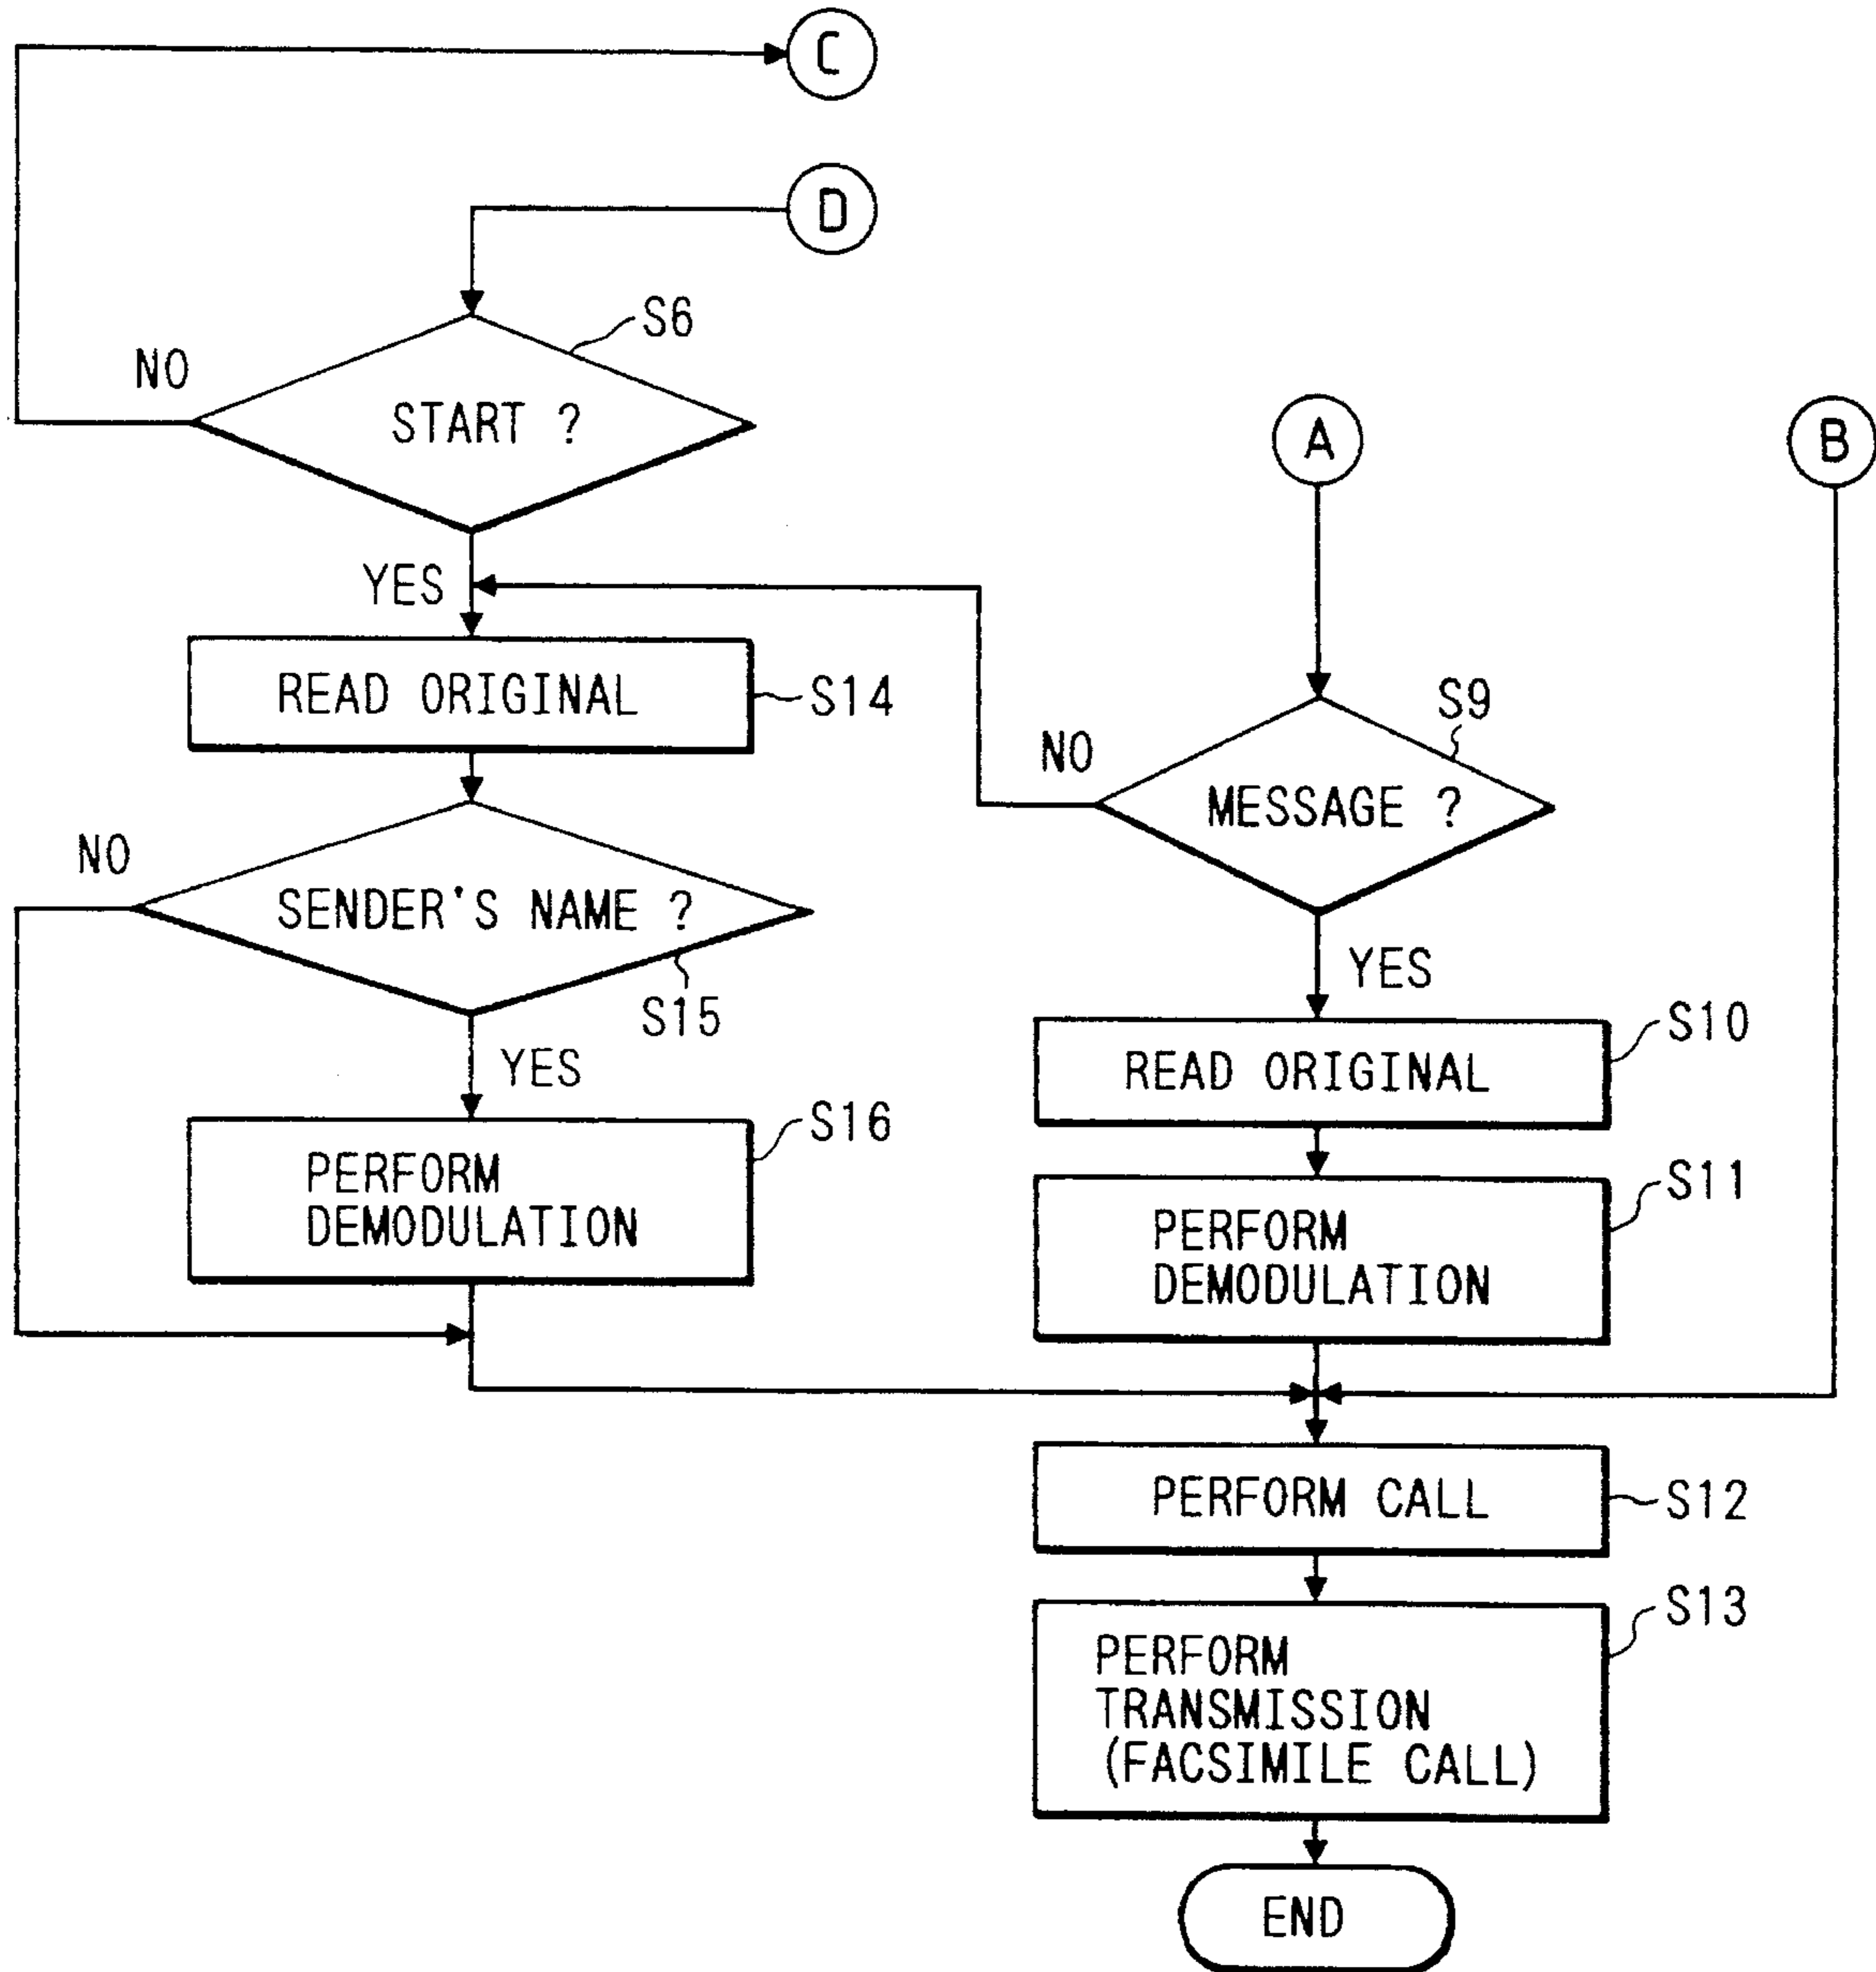 C
D
S6
NO
START ?
YES
A
B
READ ORIGINAL
S14
S9
NO
MESSAGE ?
YES
NO
SENDER'S NAME ?
S15
YES
S16
PERFORM
DEMODULATION
S10
READ ORIGINAL
S11
PERFORM
DEMODULATION
PERFORM CALL
S12
S13
PERFORM
TRANSMISSION
(FACSIMILE CALL)
END